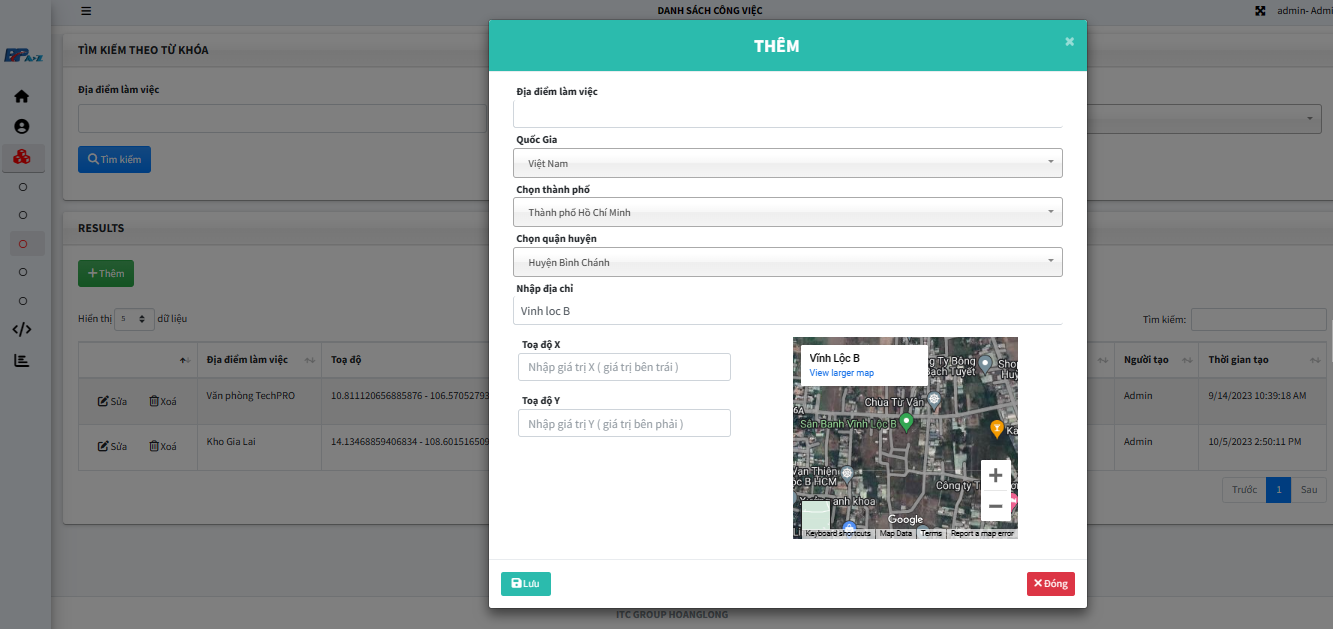 DANH SÁCH CÔNG VIỆC
admin- Admi
TÌM KIẾM THEO TỪ KHÓA
Địa điểm làm việc
Tìm kiếm
RESULTS
Thêm
Hiển thị 5 dữ liệu
Tìm kiếm:
Địa điểm làm việc
Toạ độ
Người tạo
Thời gian tạo
Sửa
Xoá
Văn phòng TechPRO
10.811120656885876 - 106.57052793
Admin
9/14/2023 10:39:18 AM
Sửa
Xoá
Kho Gia Lai
14.13468859406834 - 108.601516509
Admin
10/5/2023 2:50:11 PM
Trước
1
Sau
ITC GROUP HOANGLONG
THÊM
×
Địa điểm làm việc
Quốc Gia
Việt Nam
Chọn thành phố
Thành phố Hồ Chí Minh
Chọn quận huyện
Huyện Bình Chánh
Nhập địa chỉ
Vinh loc B
Toạ độ X
Nhập giá trị X ( giá trị bên trái )
Toạ độ Y
Nhập giá trị Y ( giá trị bên phải )
Vĩnh Lộc B
View larger map
Chùa Từ Vân
Sân Banh Vĩnh Lộc B
Vạn Thiện
ộc B HCM
Công ty T
anh khoa
Google
Keyboard shortcuts
Map Data
Terms
Report a map error
Lưu
Đóng